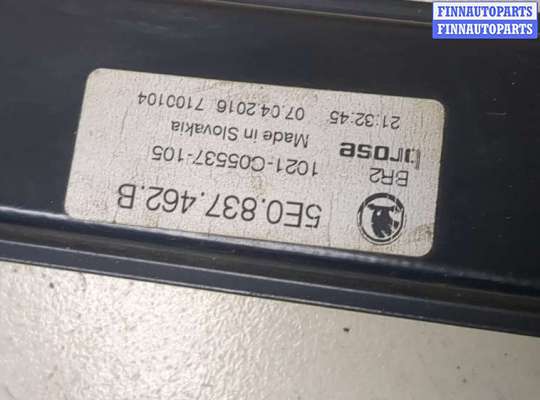 FINNAUTOPARTS
FINNAUTOPARTS
5E0.837.462.B
BR2 1021-C05537-105
brose Made in Slovakia
21:32:45 07.04.2016 7100104